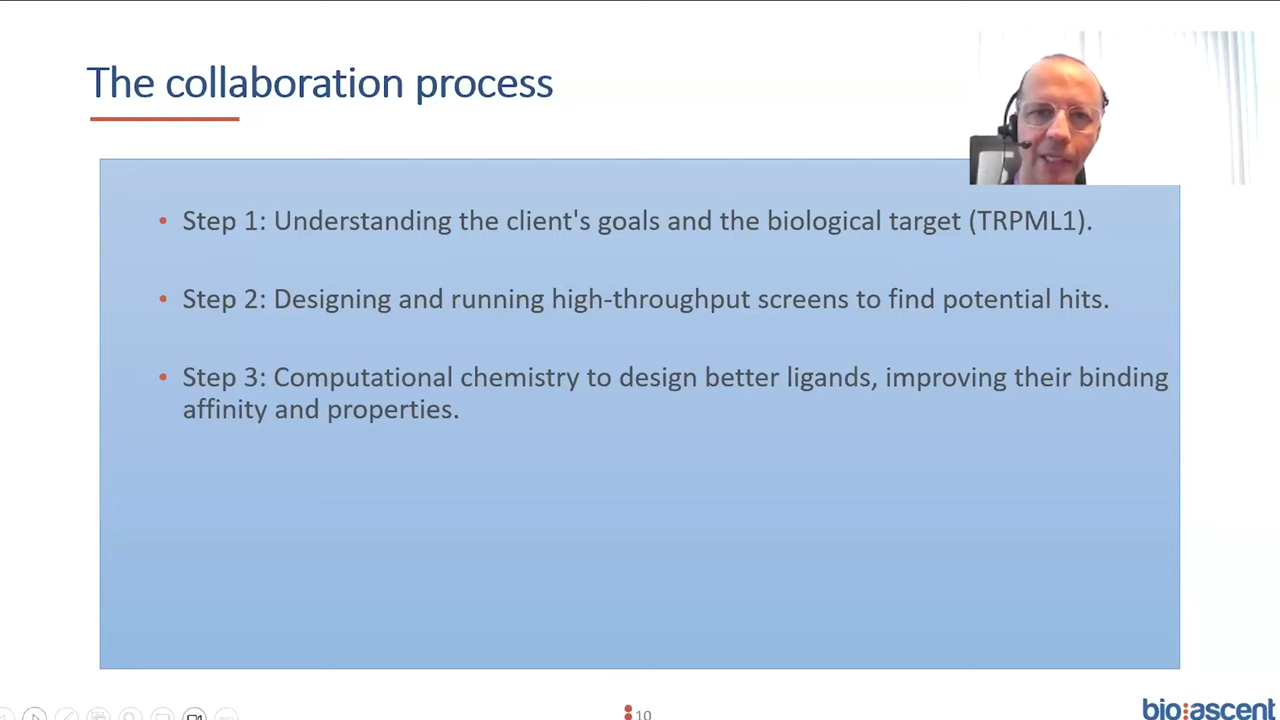 The collaboration process
• Step 1: Understanding the client's goals and the biological target (TRPML1).
• Step 2: Designing and running high-throughput screens to find potential hits.
• Step 3: Computational chemistry to design better ligands, improving their binding
affinity and properties.
10
bioascent